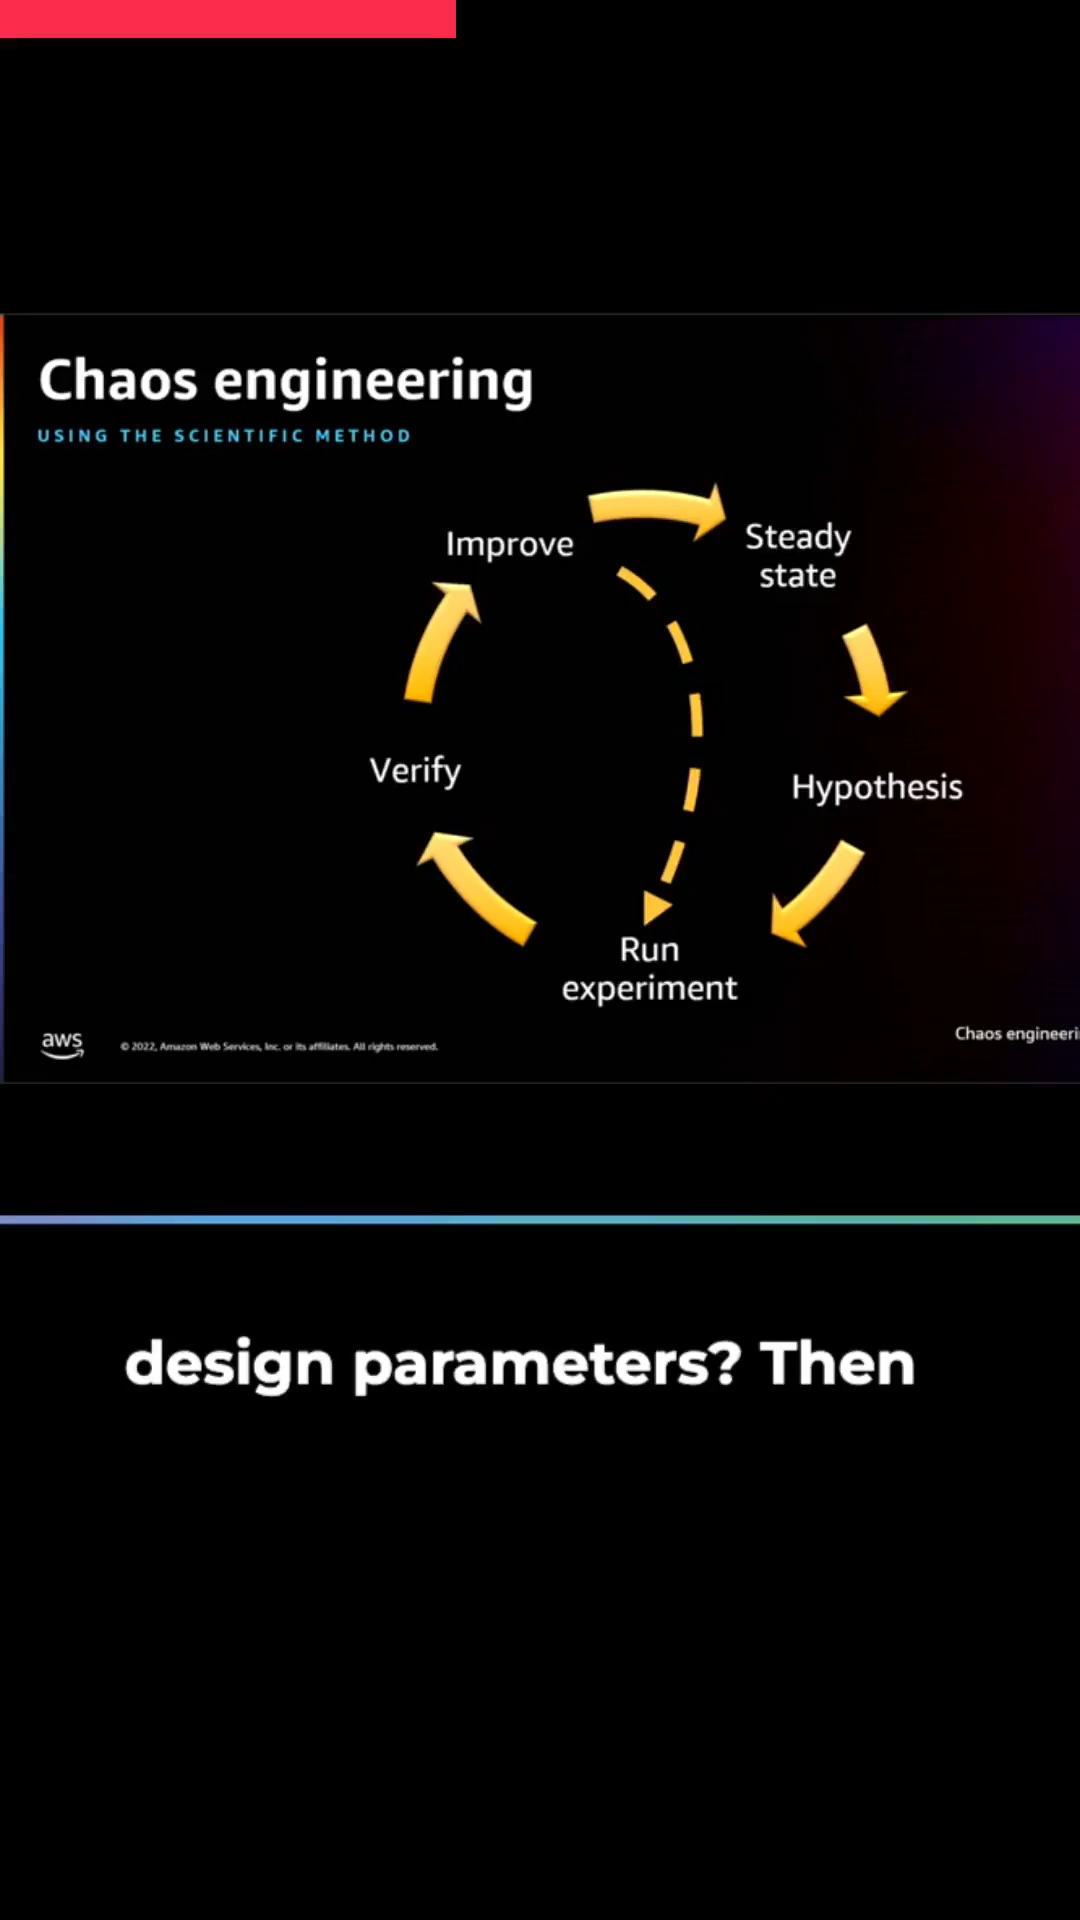 Chaos engineering
USING THE SCIENTIFIC METHOD
Improve
Steady
state
Verify
Hypothesis
Run
experiment
aws
© 2022, Amazon Web Services, Inc. or its affiliates. All rights reserved.
Chaos engineeri
design parameters? Then